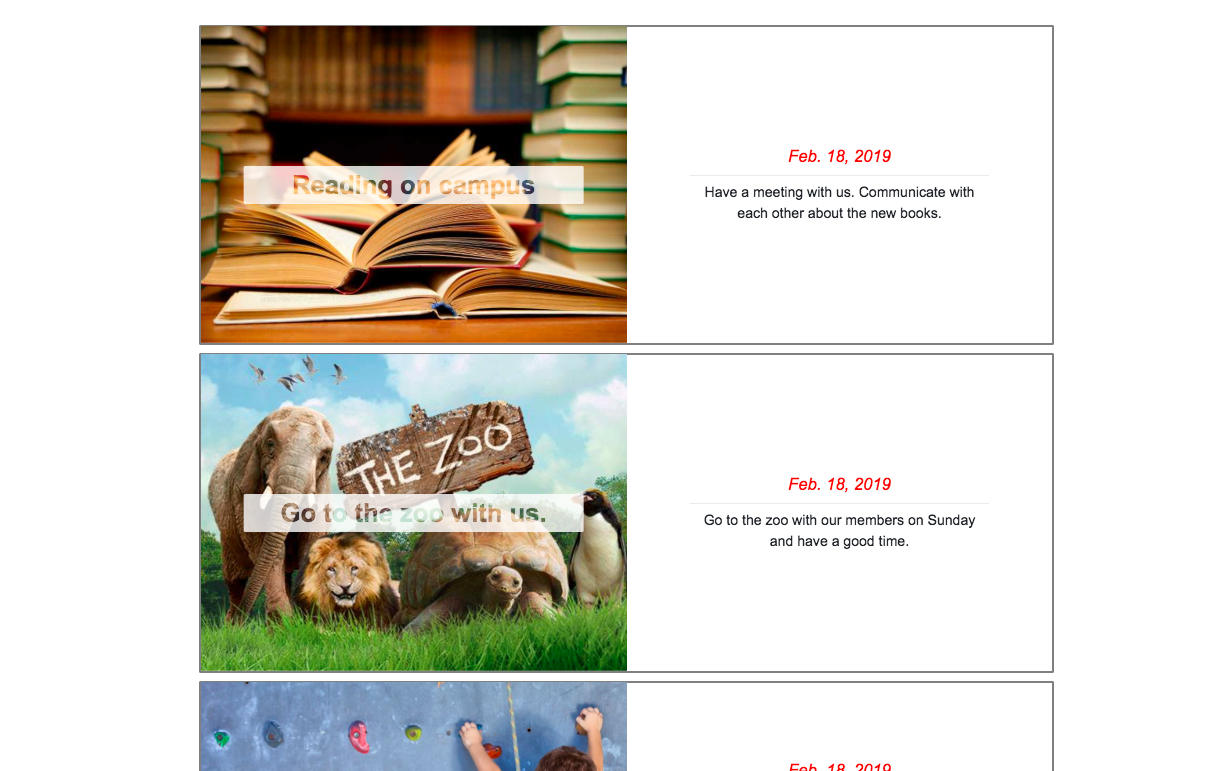 Reading on campus
Feb. 18, 2019
Have a meeting with us. Communicate with
each other about the new books.
THE ZOO
Go to the zoo with us.
Feb. 18, 2019
Go to the zoo with our members on Sunday
and have a good time.
Feb. 18, 2019